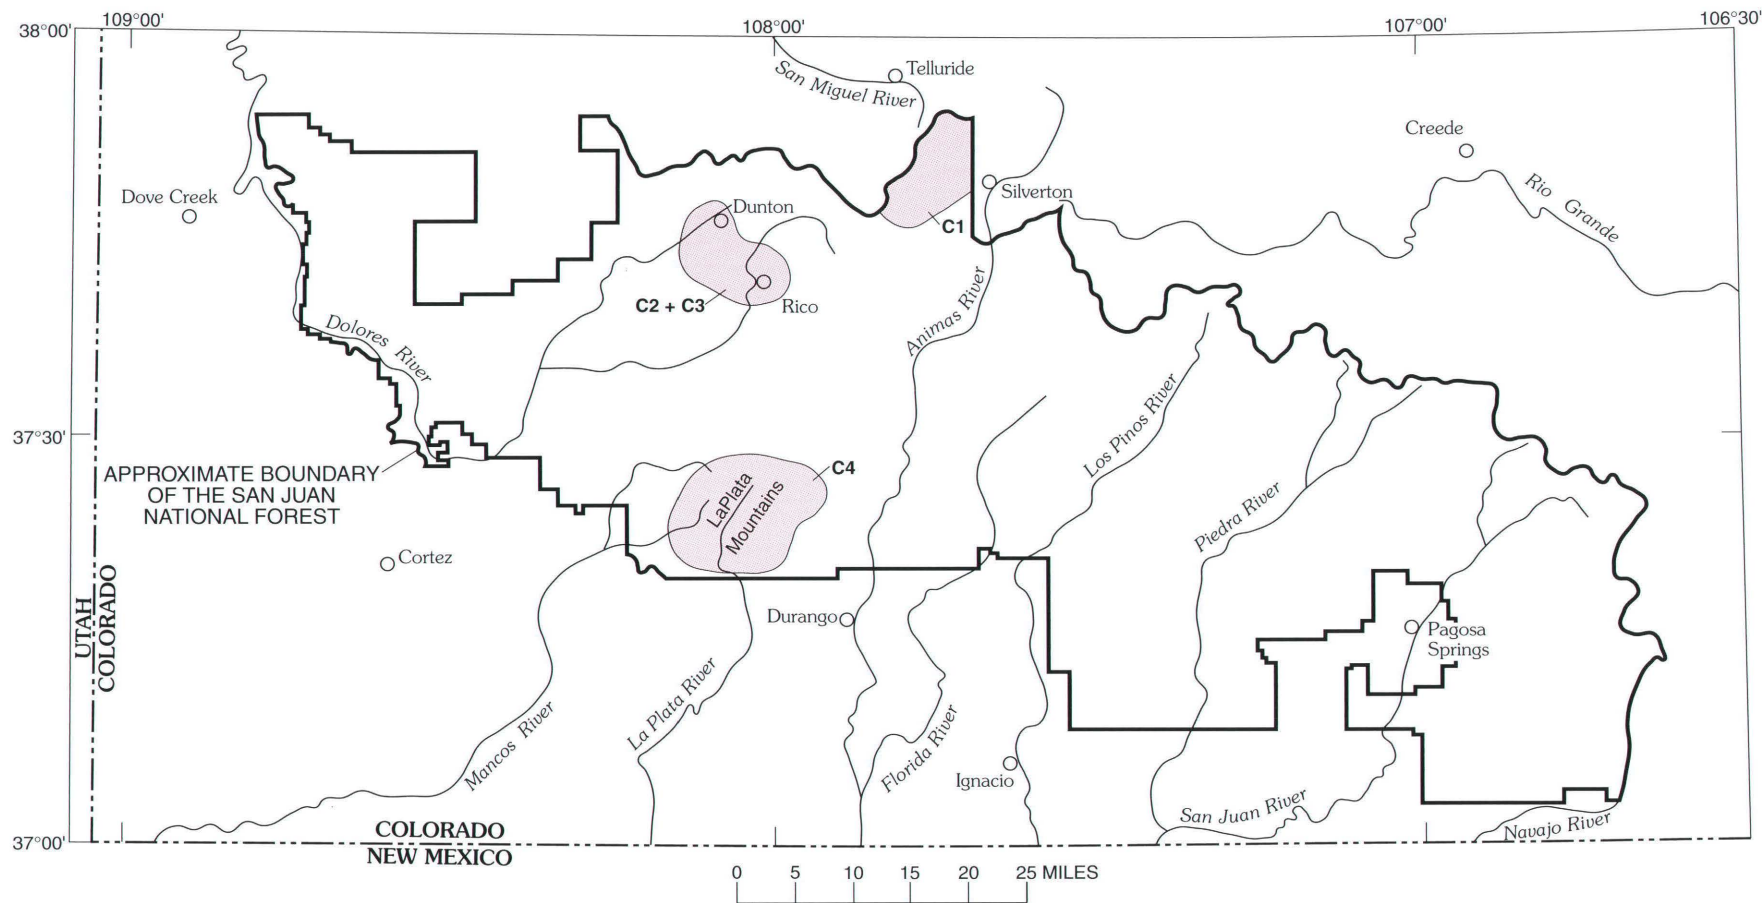 109°00'
108°00'
107°00'
106°30'
38°00'
San Miguel River
Telluride
Creede
Dove Creek
Silverton
Rio Grande
Dunton
C1
C2 + C3
Rico
Dolores River
Animas River
Los Pinos River
37°30'
APPROXIMATE BOUNDARY
OF THE SAN JUAN
NATIONAL FOREST
C4
LaPlata
Mountains
Piedra River
Cortez
UTAH
COLORADO
Durango
Pagosa
Springs
La Plata River
Mancos River
Florida River
Ignacio
San Juan River
Navajo River
37°00'
COLORADO
NEW MEXICO
0 5 10 15 20 25 MILES